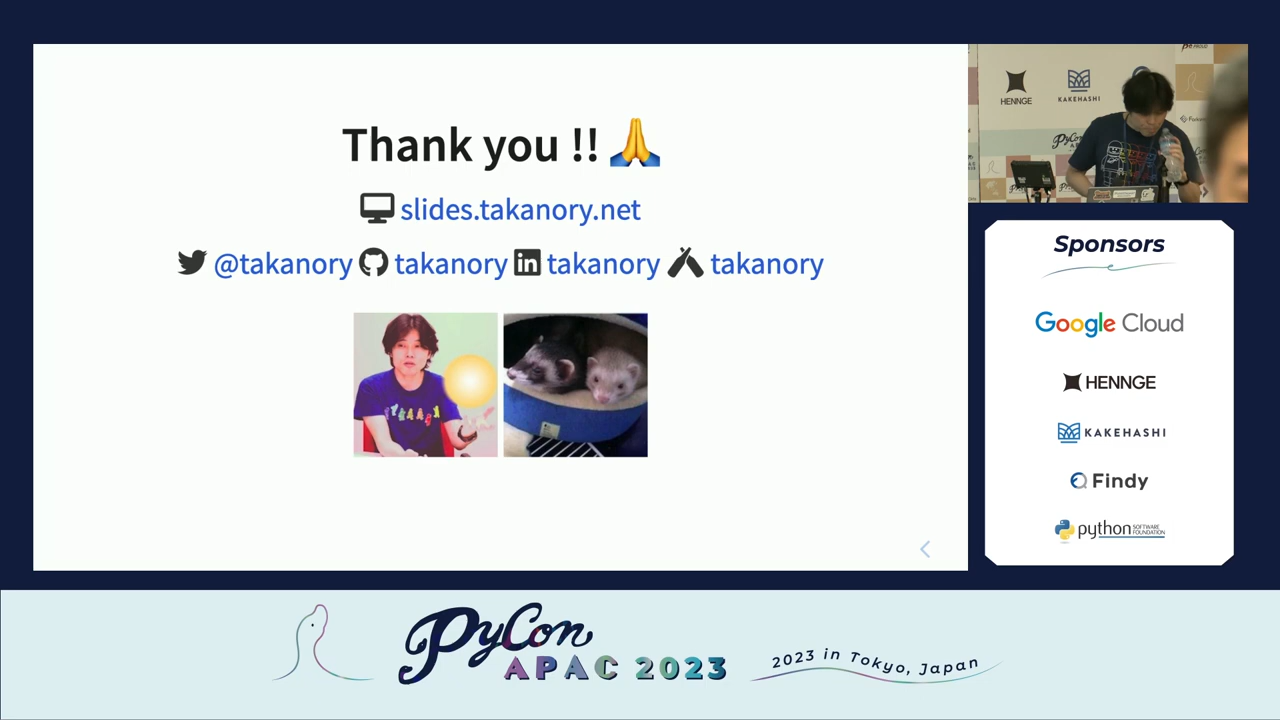 Thank you !! 🙏
slides.takanory.net
@takanory takanory takanory takanory
HENNGE
KAKEHASHI
PyCon
Sponsors
Google Cloud
HENNGE
KAKEHASHI
Findy
python SOFTWARE FOUNDATION
PyCon
APAC 2023
2023 in Tokyo, Japan